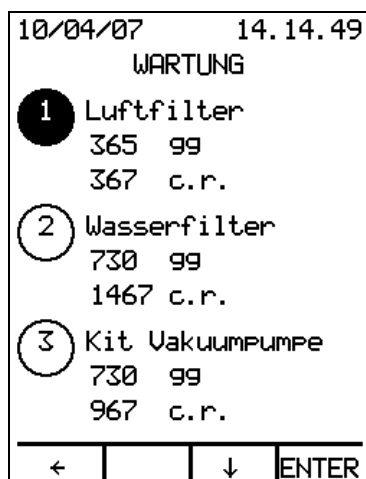 10/04/07 14.14.49
WARTUNG
1 Luftfilter
365 gg
367 c.r.
2 Wasserfilter
730 gg
1467 c.r.
3 Kit Vakuumpumpe
730 gg
967 c.r.
← ↓ ENTER